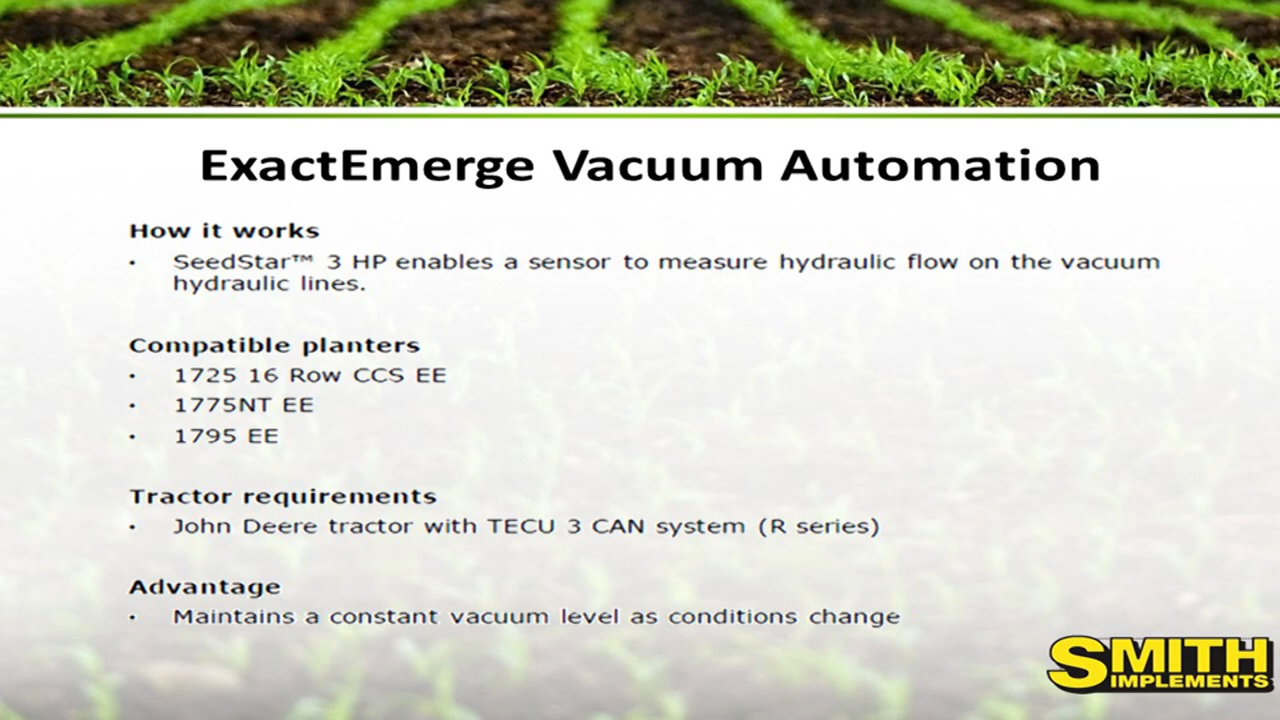 ExactEmerge Vacuum Automation
How it works
• SeedStar™ 3 HP enables a sensor to measure hydraulic flow on the vacuum
hydraulic lines.
Compatible planters
• 1725 16 Row CCS EE
• 1775NT EE
• 1795 EE
Tractor requirements
• John Deere tractor with TECU 3 CAN system (R series)
Advantage
• Maintains a constant vacuum level as conditions change
SMITH
IMPLEMENTS